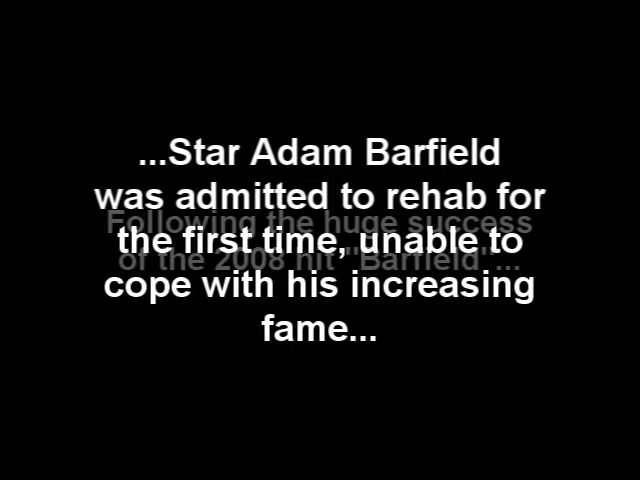 ...Star Adam Barfield
was admitted to rehab for
the first time, unable to
cope with his increasing
fame...
Following the huge success
of the 2008 hit "Barfield"...